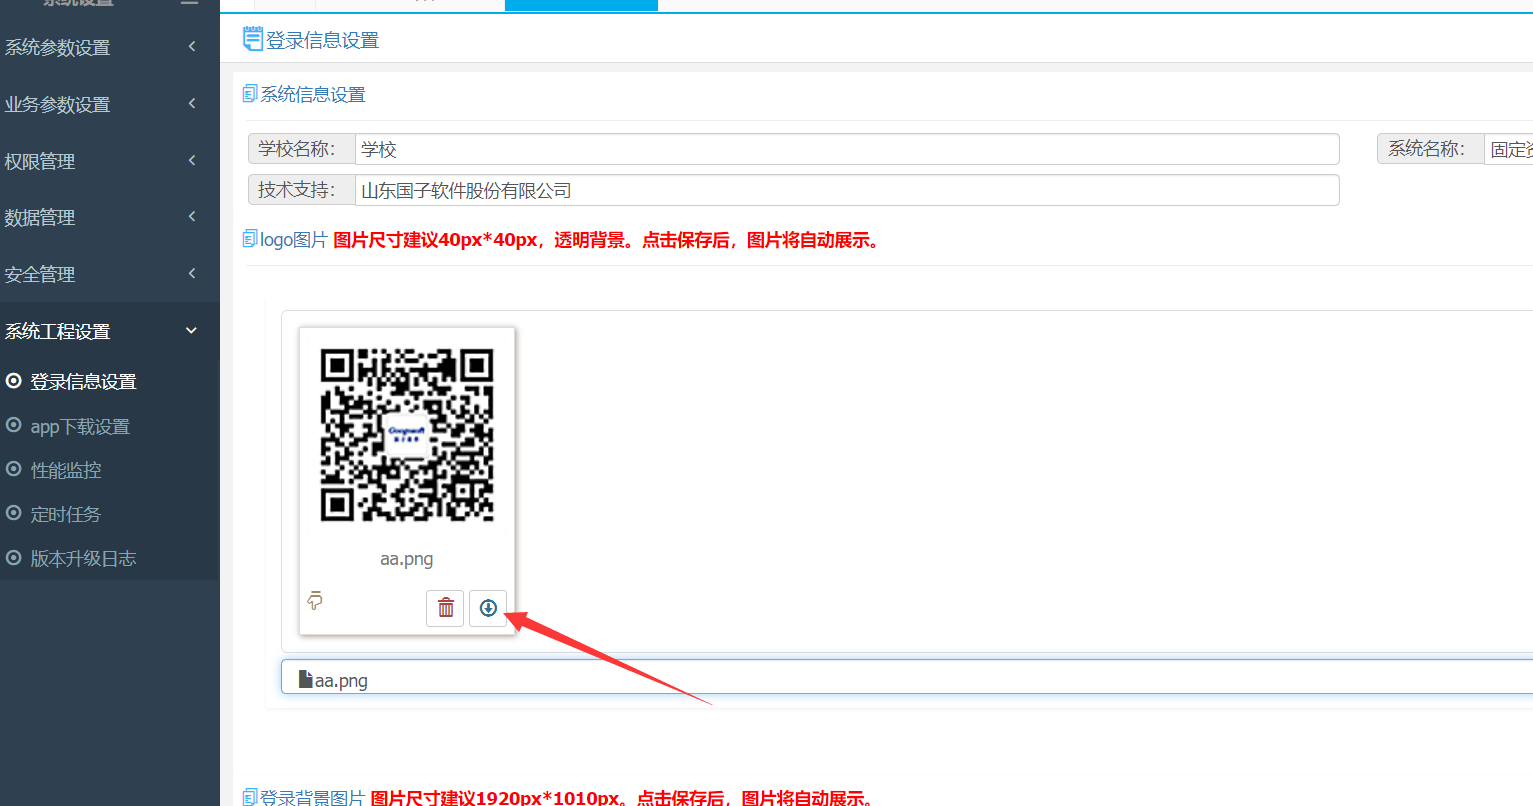 系统设置
系统参数设置
业务参数设置
权限管理
数据管理
安全管理
系统工程设置
登录信息设置
app下载设置
性能监控
定时任务
版本升级日志
登录信息设置
系统信息设置
学校名称： 学校
系统名称： 固定资
技术支持： 山东国子软件股份有限公司
logo图片 图片尺寸建议40px*40px，透明背景。点击保存后，图片将自动展示。
aa.png
aa.png
登录背景图片 图片尺寸建议1920px*1010px。点击保存后，图片将自动展示。